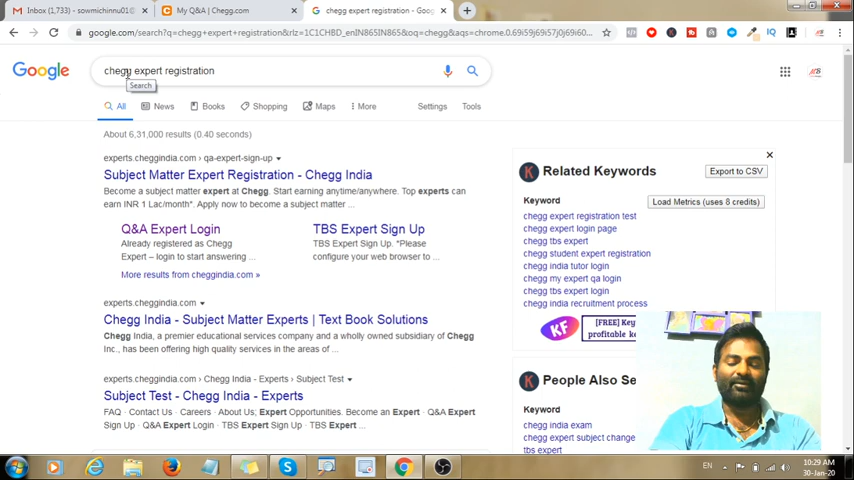 Inbox (1,733) - sowmichinnu01@
My Q&A | Chegg.com
chegg expert registration - Goog
google.com/search?q=chegg+expert+registration&rlz=1C1CHBD_enIN865IN865&oq=chegg&aqs=chrome.0.69i59j69i57j0j69i60...
Google
chegg expert registration
Search
All
News
Books
Shopping
Maps
More
Settings
Tools
About 6,31,000 results (0.40 seconds)
experts.cheggindia.com › qa-expert-sign-up
Subject Matter Expert Registration - Chegg India
Become a subject matter expert at Chegg. Start earning anytime/anywhere. Top experts can
earn INR 1 Lac/month*. Apply now to become a subject matter ...
Q&A Expert Login
Already registered as Chegg
Expert – login to start answering ...
TBS Expert Sign Up
TBS Expert Sign Up. *Please
configure your web browser to ...
More results from cheggindia.com »
experts.cheggindia.com
Chegg India - Subject Matter Experts | Text Book Solutions
Chegg India, a premier educational services company and a wholly owned subsidiary of Chegg
Inc., has been offering high quality services in the areas of ...
experts.cheggindia.com › Chegg India - Experts › Subject Test
Subject Test - Chegg India - Experts
FAQ · Contact Us · Careers · About Us; Expert Opportunities. Become an Expert · Q&A Expert
Sign Up · Q&A Expert Login · TBS Expert Sign Up · TBS Expert ...
Related Keywords
Export to CSV
Keyword
Load Metrics (uses 8 credits)
chegg expert registration test
chegg expert login page
chegg tbs expert
chegg student expert registration
chegg india tutor login
chegg my expert qa login
chegg tbs expert login
chegg india recruitment process
KF
[FREE] Key
profitable k
People Also Se
Keyword
chegg india exam
chegg expert subject change
tbs expert
EN
10:29 AM
30-Jan-20